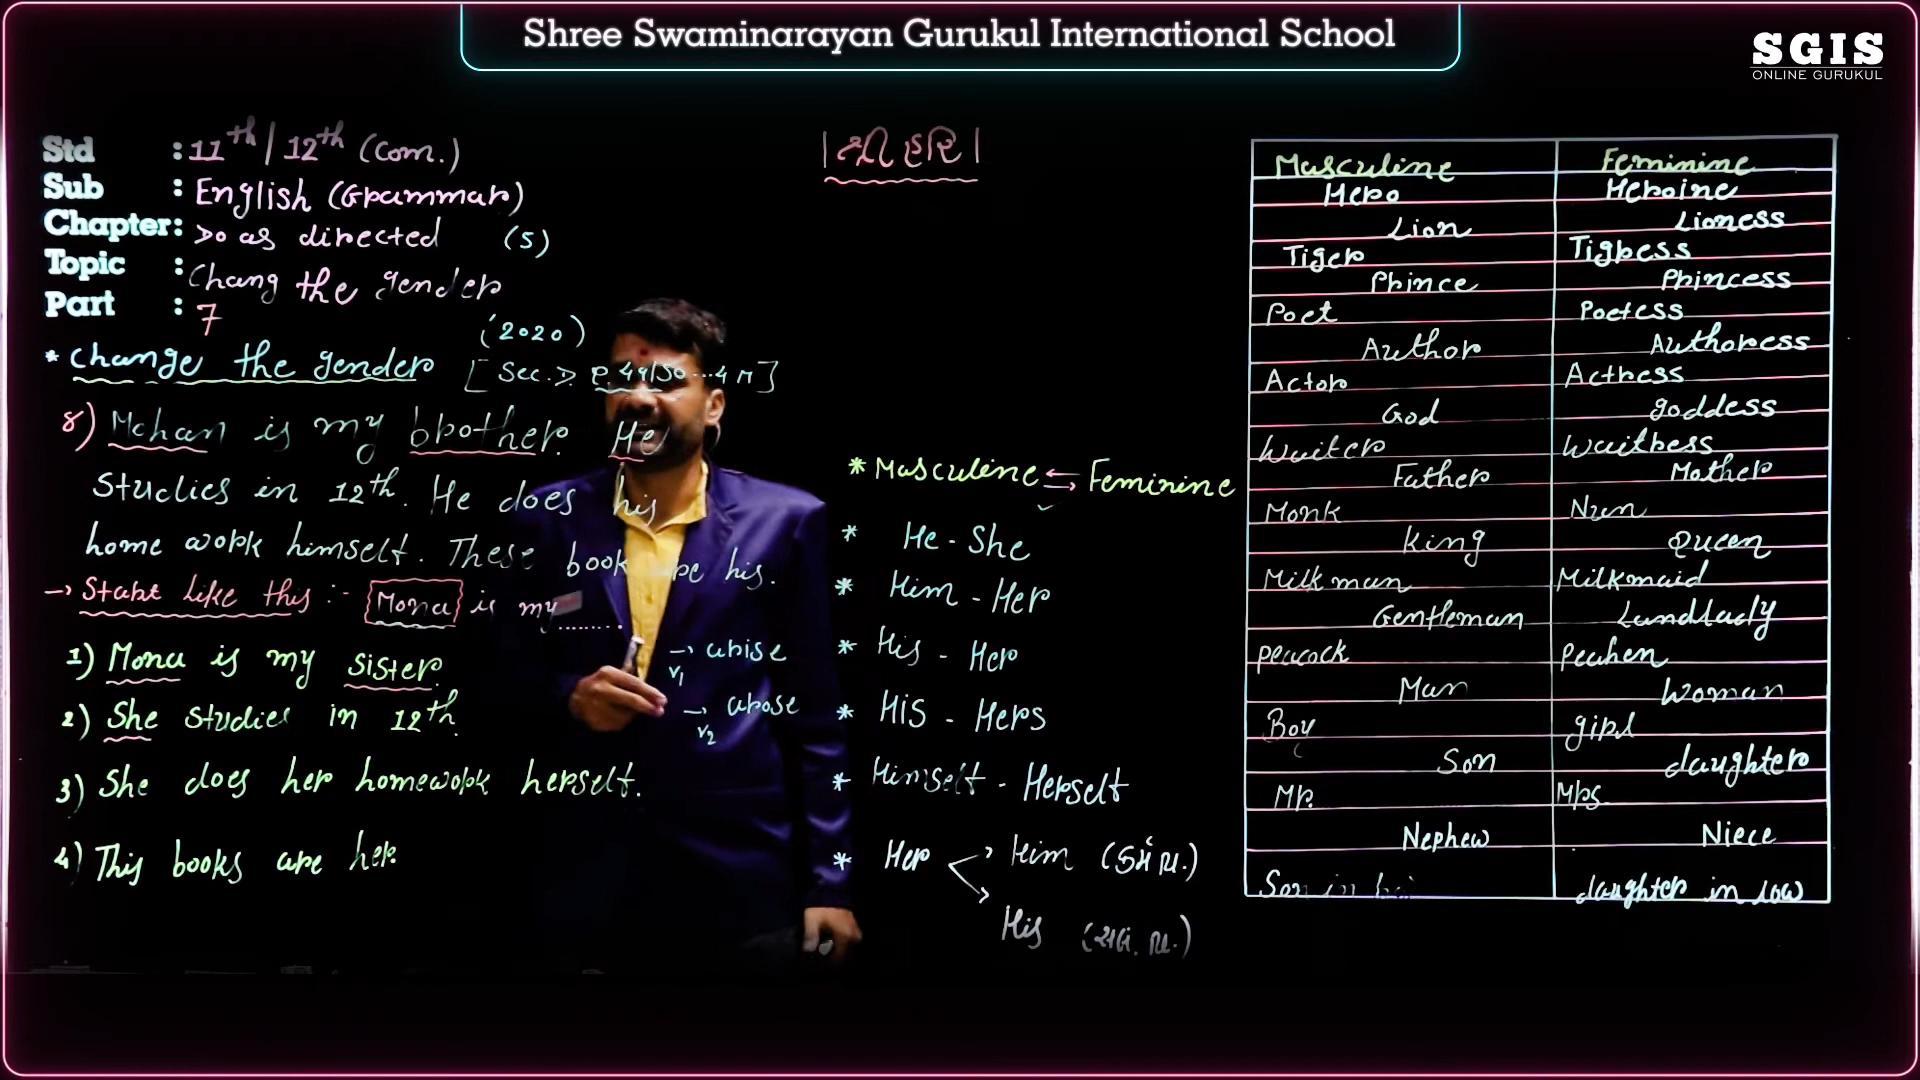 Shree Swaminarayan Gurukul International School
SGIS
ONLINE GURUKUL
Std : 11th / 12th (Com.)
Sub : English (Grammar)
Chapter: Do as directed (5)
Topic : Chang the gender
Part : 7
|શ્રી હરિ|
(2020)
* Change the gender [Sec. D P. 49/50...4 M]
8) Mohan is my brother. He
studies in 12th. He does his
home work himself. These book are his.
→ Start like this :- Mona is my........
1) Mona is my sister.
2) She studies in 12th.
3) She does her homework herself.
4) This books are her
→ arise
V1
→ arose
V2
* Masculine ⇌ Feminine
* He - She
* Him - Her
* His - Her
* His - Hers
* Himself - Herself
* Her → Him (કર્મ વિ.)
→ His
Masculine Feminine
Hero Heroine
Lion Lioness
Tiger Tigress
Prince Princess
Poet Poetess
Author Authoress
Actor Actress
God goddess
Waiter Waitress
Father Mother
Monk Nun
King Queen
Milk man Milkmaid
Gentleman Landlady
Peacock Peahen
Man Woman
Boy girl
Son daughter
Mr. Mrs.
Nephew Niece
Son in daughter in low